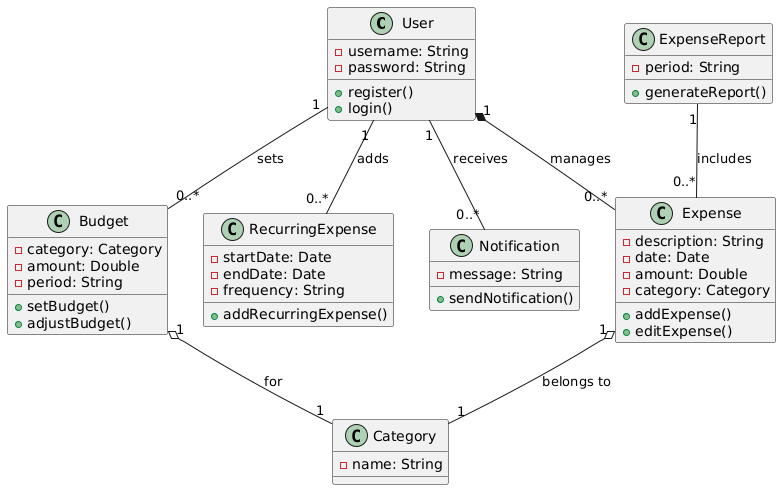 C User
username: String
password: String
register()
login()
C ExpenseReport
period: String
generateReport()
1
1
1
1
1
sets
adds
receives
manages
includes
0..*
0..*
0..*
0..*
0..*
C Budget
category: Category
amount: Double
period: String
setBudget()
adjustBudget()
C RecurringExpense
startDate: Date
endDate: Date
frequency: String
addRecurringExpense()
C Notification
message: String
sendNotification()
C Expense
description: String
date: Date
amount: Double
category: Category
addExpense()
editExpense()
1
1
for
belongs to
1
1
C Category
name: String